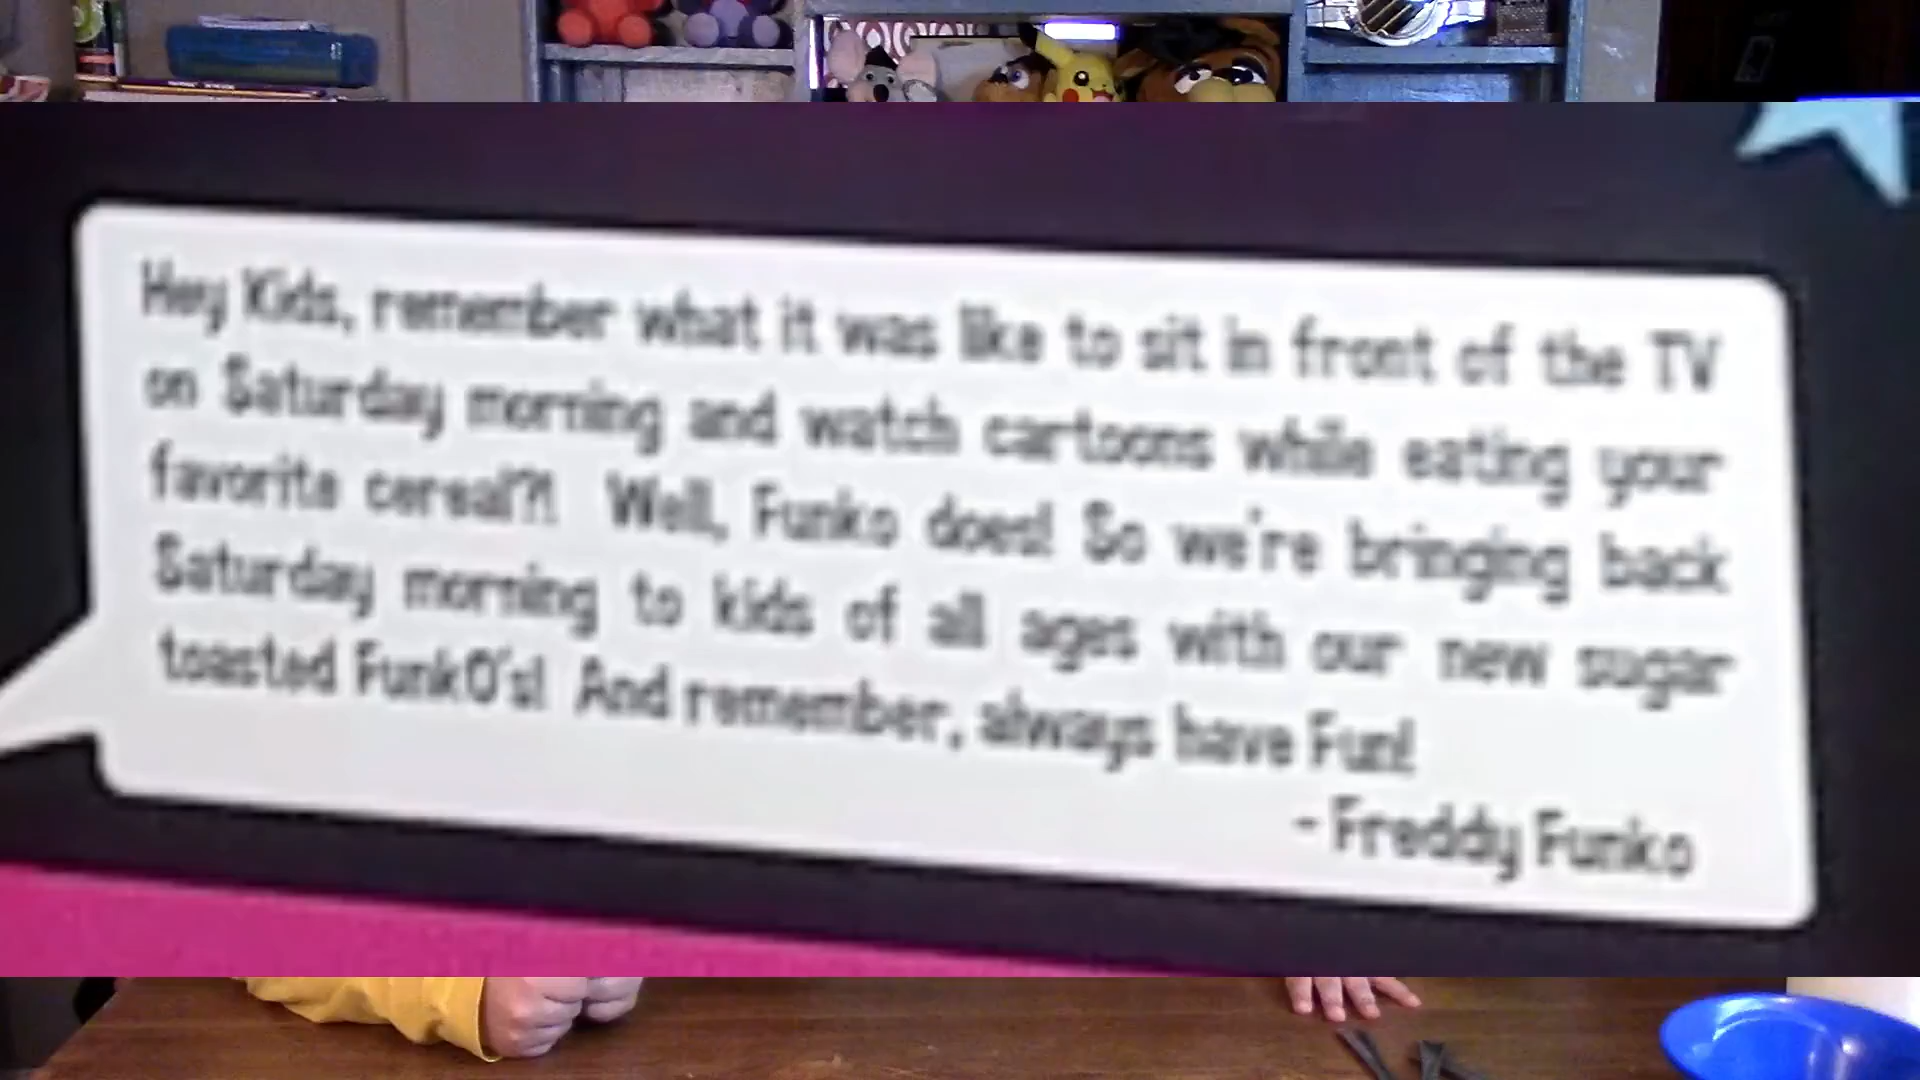 Hey Kids, remember what it was like to sit in front of the TV
on Saturday morning and watch cartoons while eating your
favorite cereal?! Well, Funko does! So we're bringing back
Saturday morning to kids of all ages with our new sugar
toasted FunkO's! And remember, always have Fun!
- Freddy Funko